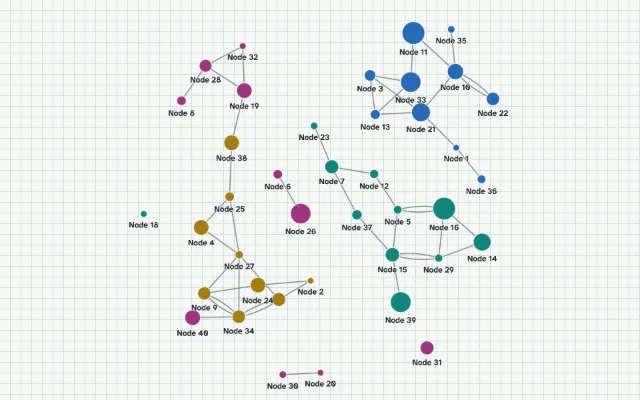 Node 11
Node 35
Node 32
Node 28
Node 3
Node 10
Node 33
Node 19
Node 8
Node 22
Node 13
Node 21
Node 23
Node 38
Node 1
Node 7
Node 6
Node 12
Node 36
Node 25
Node 5
Node 18
Node 37
Node 16
Node 26
Node 4
Node 14
Node 27
Node 15
Node 29
Node 2
Node 24
Node 9
Node 39
Node 34
Node 40
Node 31
Node 20
Node 30